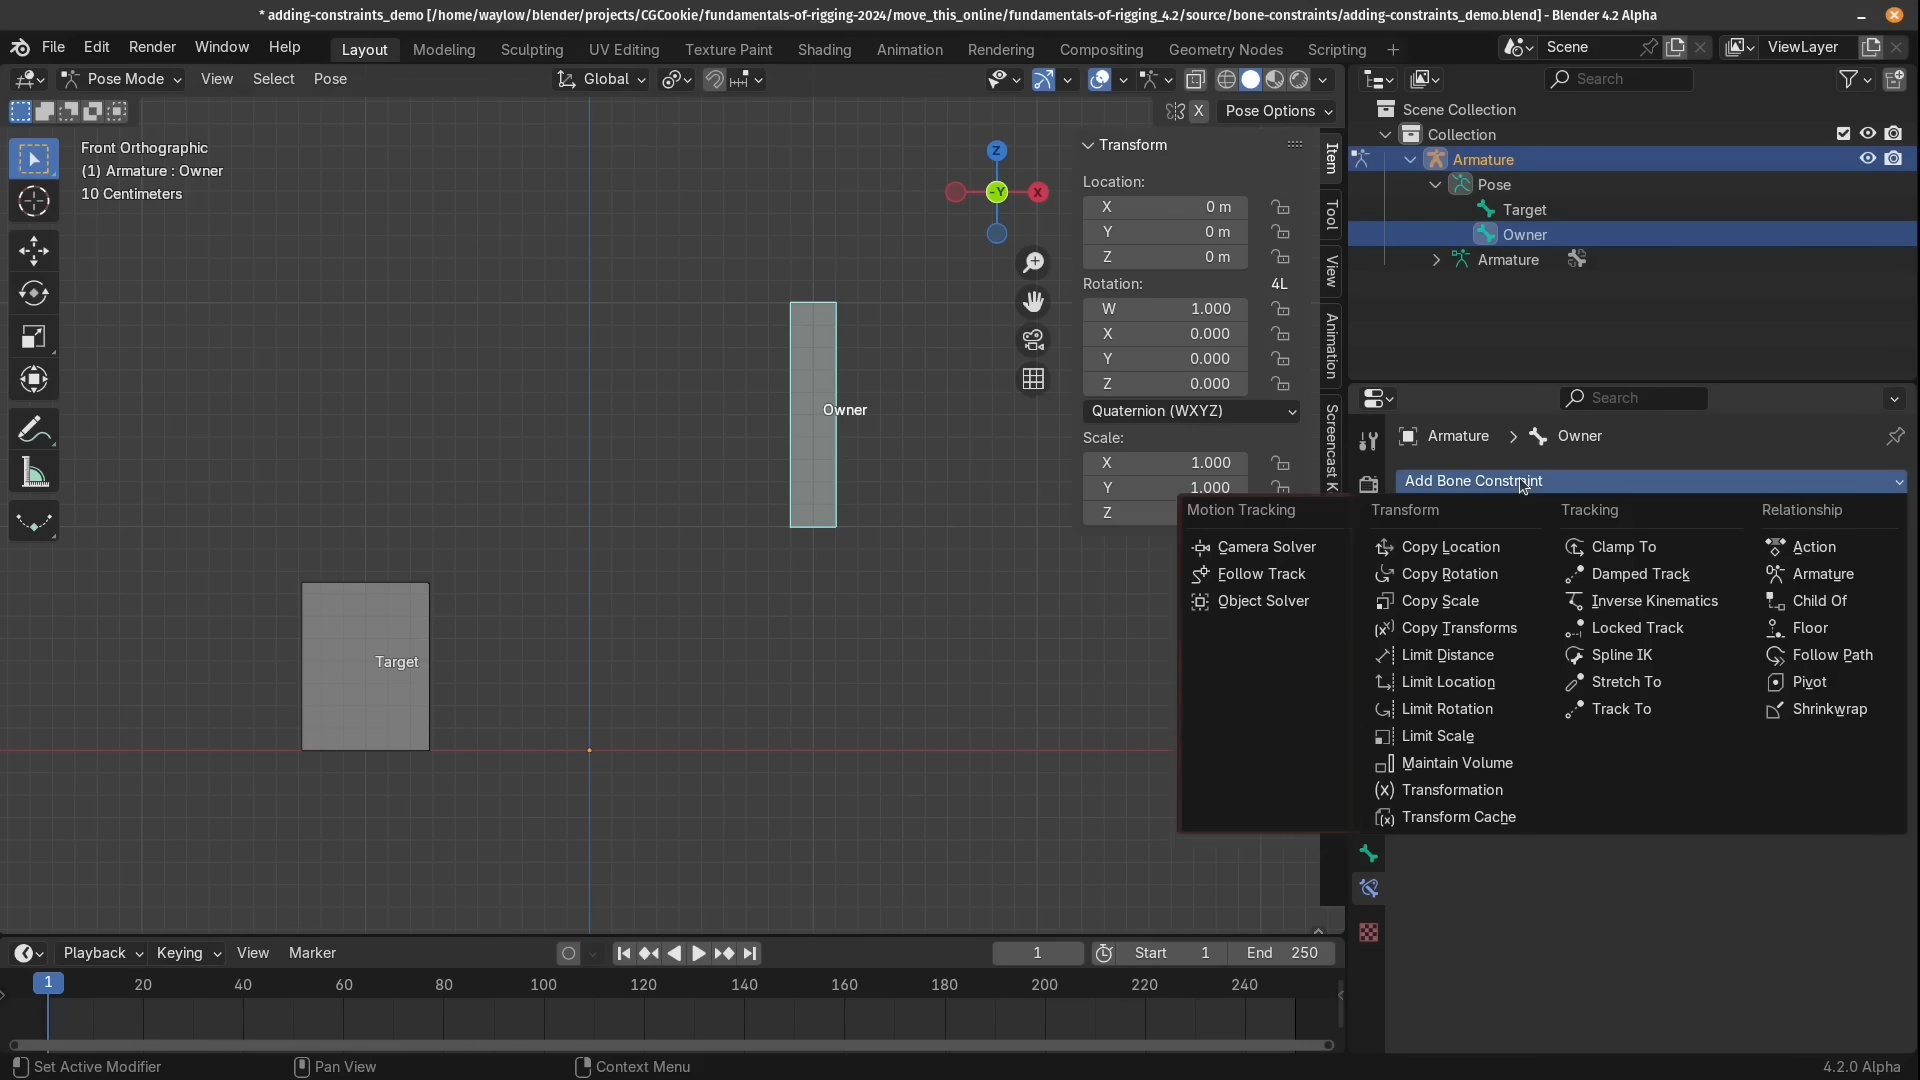 * adding-constraints_demo [/home/waylow/blender/projects/CGCookie/fundamentals-of-rigging-2024/move_this_online/fundamentals-of-rigging_4.2/source/bone-constraints/adding-constraints_demo.blend] - Blender 4.2 Alpha
File Edit Render Window Help Layout Modeling Sculpting UV Editing Texture Paint Shading Animation Rendering Compositing Geometry Nodes Scripting Scene ViewLayer
Pose Mode View Select Pose Global Search
X Pose Options
Front Orthographic
(1) Armature : Owner
10 Centimeters
Z
-Y
X
Owner
Target
Transform
Location:
X 0 m
Y 0 m
Z 0 m
Rotation: 4L
W 1.000
X 0.000
Y 0.000
Z 0.000
Quaternion (WXYZ)
Scale:
X 1.000
Y 1.000
Z
Item
Tool
View
Animation
Screencast K
Scene Collection
Collection
Armature
Pose
Target
Owner
Armature
Search
Armature Owner
Add Bone Constraint
Motion Tracking
Camera Solver
Follow Track
Object Solver
Transform
Copy Location
Copy Rotation
Copy Scale
Copy Transforms
Limit Distance
Limit Location
Limit Rotation
Limit Scale
Maintain Volume
Transformation
Transform Cache
Tracking
Clamp To
Damped Track
Inverse Kinematics
Locked Track
Spline IK
Stretch To
Track To
Relationship
Action
Armature
Child Of
Floor
Follow Path
Pivot
Shrinkwrap
Playback Keying View Marker 1 Start 1 End 250
1 20 40 60 80 100 120 140 160 180 200 220 240
Set Active Modifier Pan View Context Menu 4.2.0 Alpha